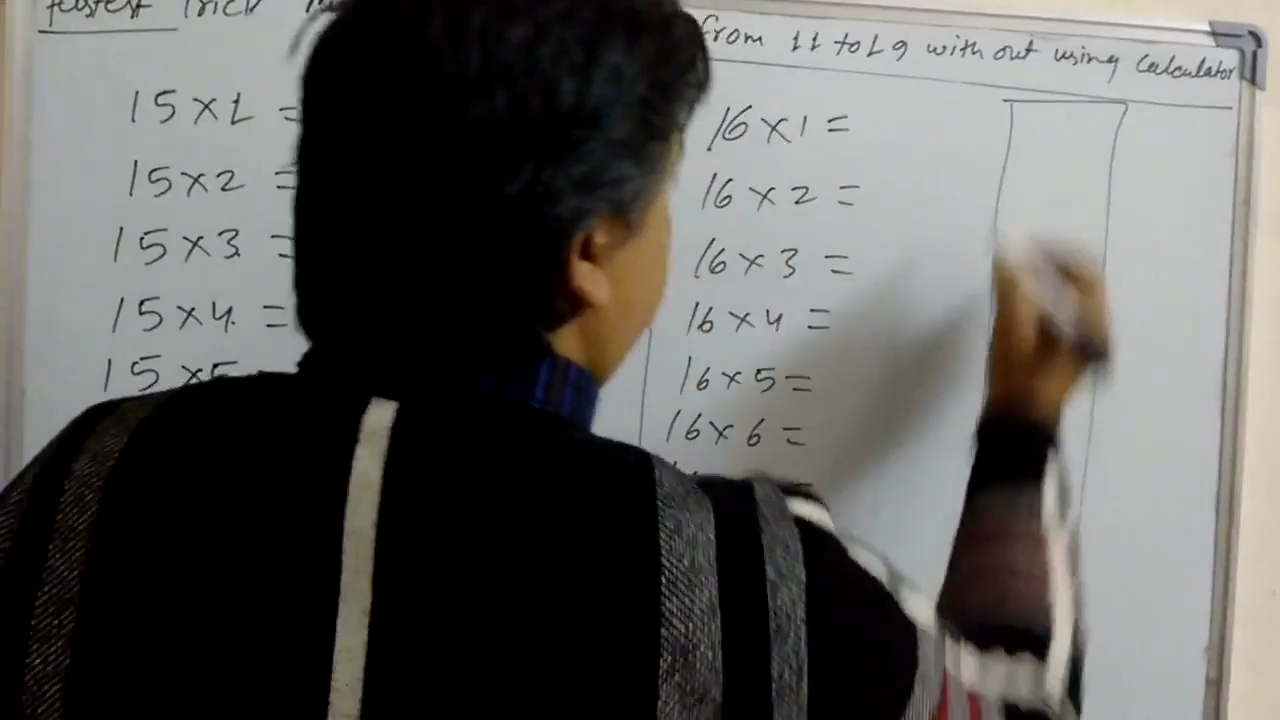 fastest Trick from 11 to 19 with out using Calculator
15 x 1 =
15 x 2 =
15 x 3 =
15 x 4 =
15 x 5
16 x 1 =
16 x 2 =
16 x 3 =
16 x 4 =
16 x 5 =
16 x 6 =